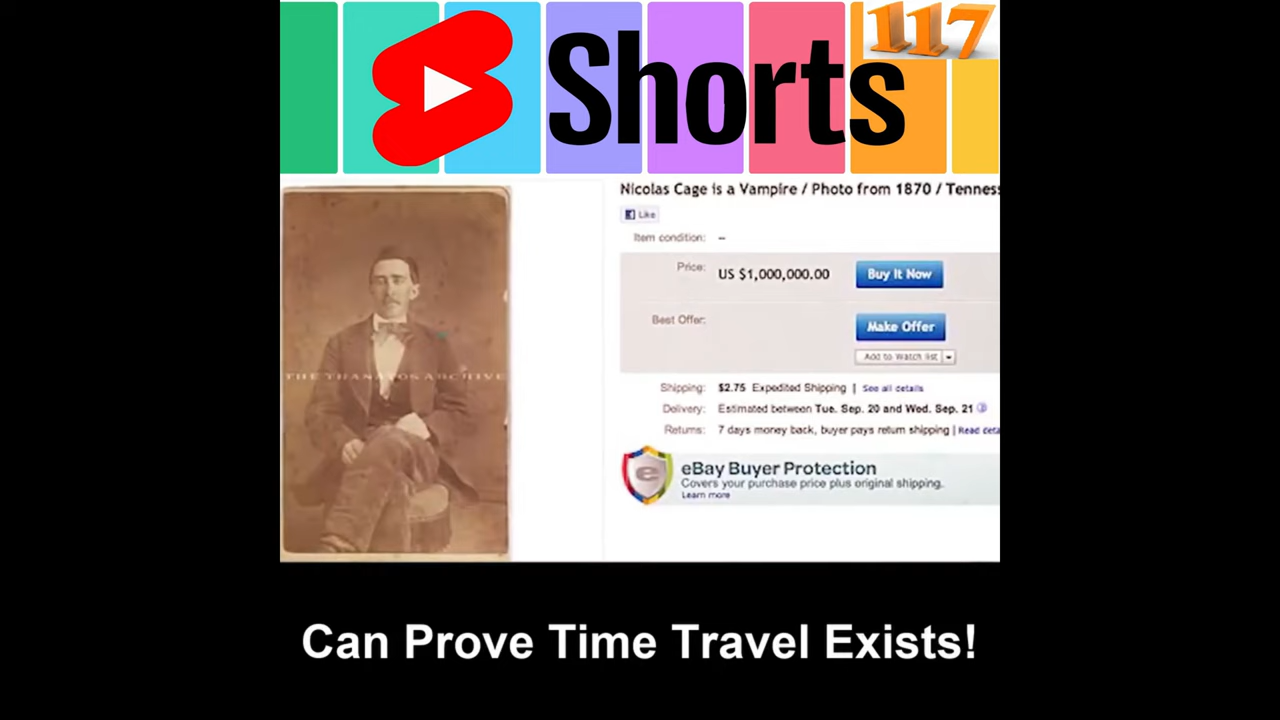 Shorts
117
Nicolas Cage is a Vampire / Photo from 1870 / Tenness
Like
Item condition: --
Price: US $1,000,000.00 Buy It Now
Best Offer: Make Offer
Add to Watch list
Shipping: $2.75 Expedited Shipping | See all details
Delivery: Estimated between Tue. Sep. 20 and Wed. Sep. 21
Returns: 7 days money back, buyer pays return shipping | Read deta
THE THANATOS ARCHIVE
e
eBay Buyer Protection
Covers your purchase price plus original shipping.
Learn more
Can Prove Time Travel Exists!